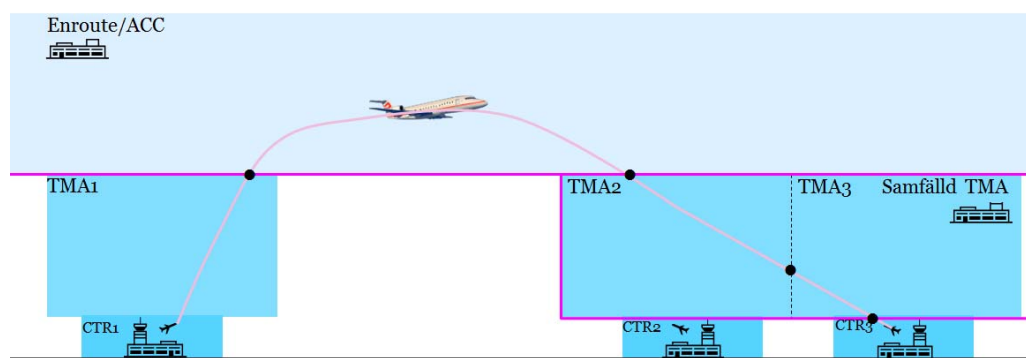 Enroute/ACC
TMA1
TMA2
TMA3
Samfälld TMA
CTR1
CTR2
CTR3